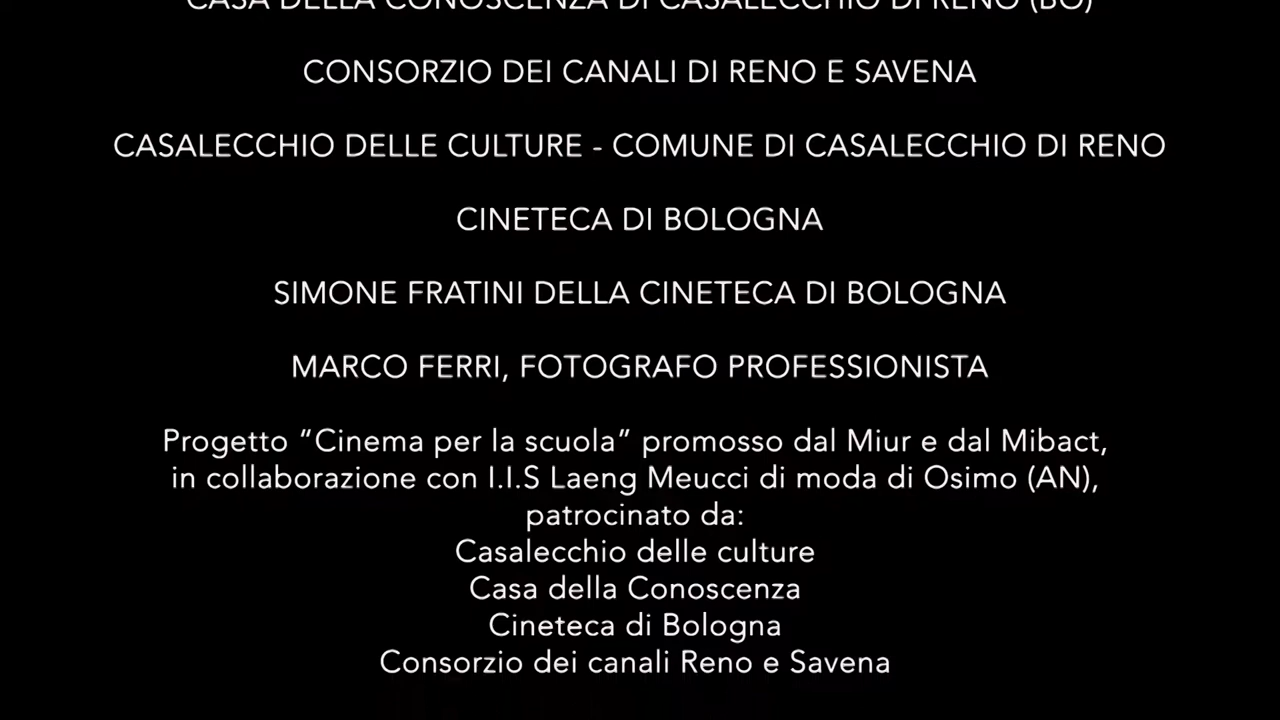 CASA DELLA CONOSCENZA DI CASALECCHIO DI RENO (BO)
CONSORZIO DEI CANALI DI RENO E SAVENA
CASALECCHIO DELLE CULTURE - COMUNE DI CASALECCHIO DI RENO
CINETECA DI BOLOGNA
SIMONE FRATINI DELLA CINETECA DI BOLOGNA
MARCO FERRI, FOTOGRAFO PROFESSIONISTA
Progetto “Cinema per la scuola” promosso dal Miur e dal Mibact,
in collaborazione con I.I.S Laeng Meucci di moda di Osimo (AN),
patrocinato da:
Casalecchio delle culture
Casa della Conoscenza
Cineteca di Bologna
Consorzio dei canali Reno e Savena